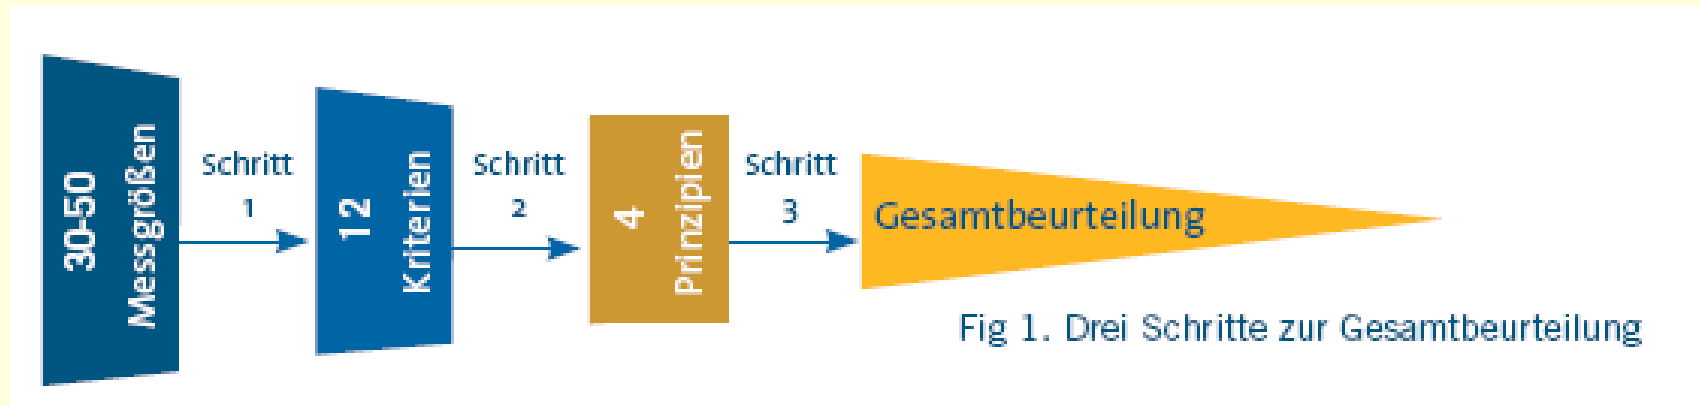 30-50
Messgrößen
Schritt
1
12
Kriterien
Schritt
2
4
Prinzipien
Schritt
3
Gesamtbeurteilung
Fig 1. Drei Schritte zur Gesamtbeurteilung